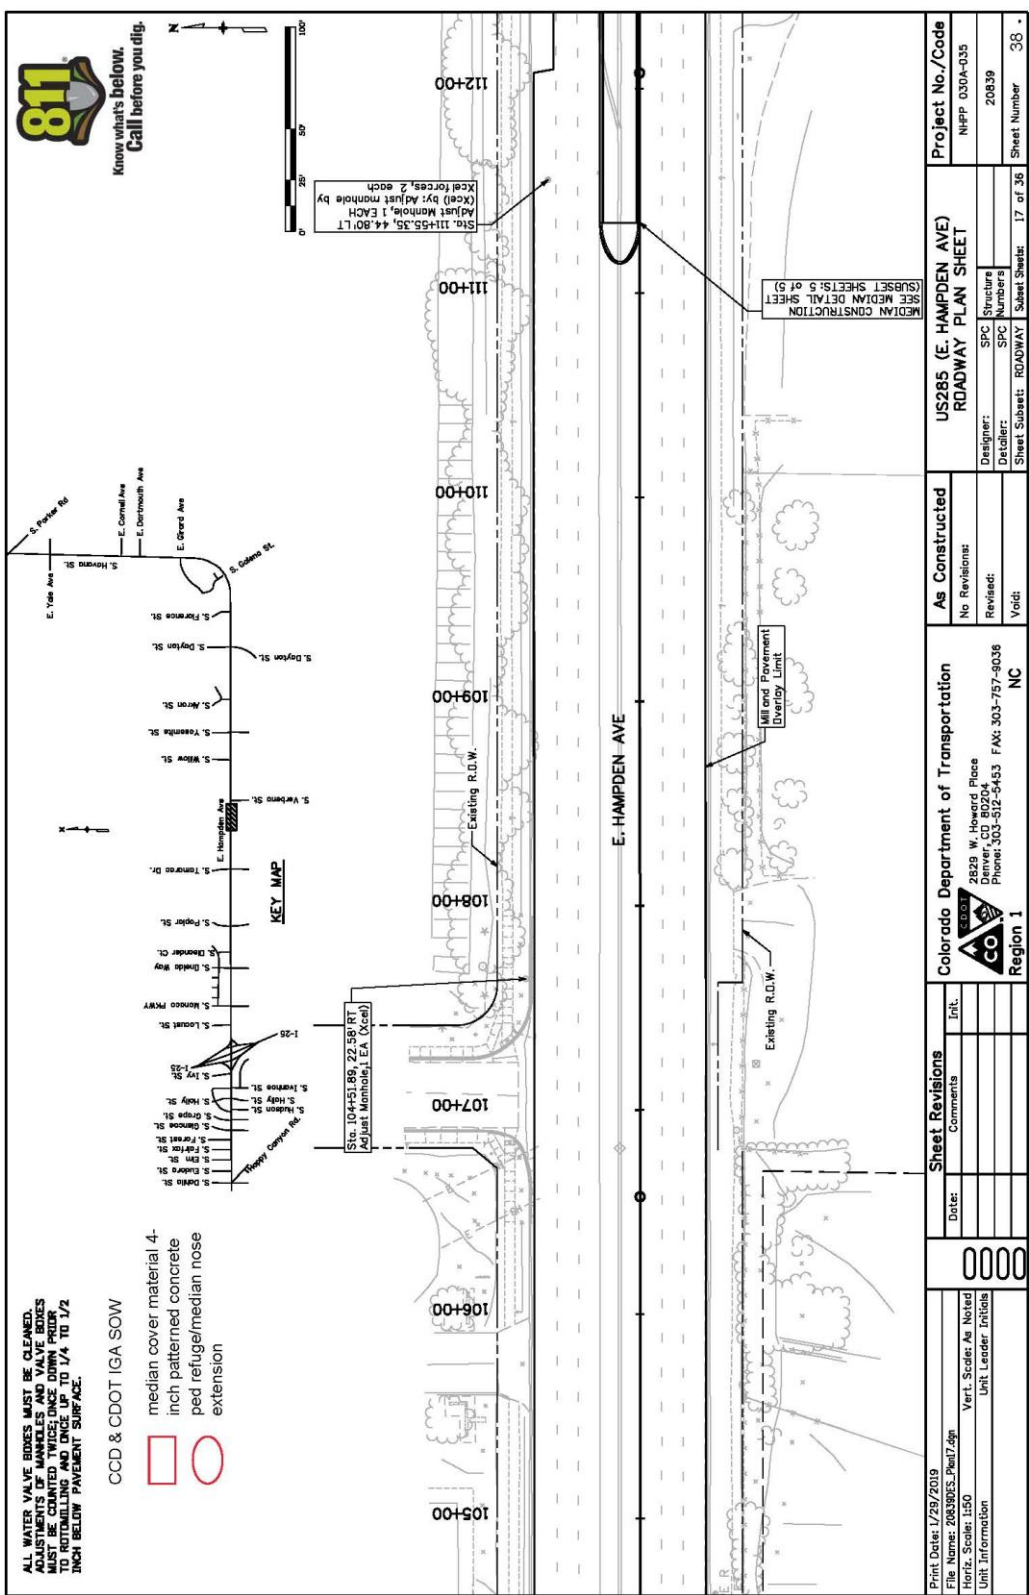 ALL WATER VALVE BOXES MUST BE CLEANED.
ADJUSTMENTS OF MANHOLES AND VALVE BOXES
MUST BE COUNTED TWICE; ONCE DOWN PRIOR
TO ROTOMILLING AND ONCE UP TO 1/4 TO 1/2
INCH BELOW PAVEMENT SURFACE.
CCD & CDOT IGA SOW
median cover material 4-
inch patterned concrete
ped refuge/median nose
extension
S. Dahlia St.
S. Eudora St.
S. Elm St.
S. Fairfax St.
S. Forest St.
S. Glencoe St.
S. Grape St.
S. Holly St.
S. Ivy St.
I-25
S. Locust St.
S. Monaco PKWY
S. Oneida Way
S. Oleander Ct.
S. Poplar St.
S. Tamarac Dr.
E. Hampden Ave
S. Willow St.
S. Yosemite St.
S. Akron St.
S. Dayton St.
S. Florence St.
S. Havana St.
E. Yale Ave
S. Parker Rd
E. Cornell Ave
E. Dartmouth Ave
E. Girard Ave
S. Galena St.
S. Dayton St.
S. Verbena St.
I-25
S. Ivanhoe St.
S. Holly St.
S. Hudson St.
Happy Canyon Rd.
KEY MAP
811
Know what's below.
Call before you dig.
N
0'
25'
50'
100'
Sta. 104+51.89, 22.58' RT
Adjust Manhole,1 EA (Xcel)
Sta. 111+55.35, 44.80' LT
Adjust Manhole, 1 EACH
(Xcel) by: Adjust manhole by
Xcel forces, 2 each
105+00
106+00
107+00
108+00
109+00
110+00
111+00
112+00
Existing R.O.W.
E. HAMPDEN AVE
Mill and Pavement
Overlay Limit
MEDIAN CONSTRUCTION
SEE MEDIAN DETAIL SHEET
(SUBSET SHEETS: 5 of 5)
Existing R.O.W.
Print Date: 1/29/2019
File Name: 20839DES_Plan17.dgn
Horiz. Scale: 1:50 Vert. Scale: As Noted
Unit Information Unit Leader Initials
0000
Sheet Revisions
Date: Comments Init.
Colorado Department of Transportation
CDOT
CO
2829 W. Howard Place
Denver, CO 80204
Phone: 303-512-5453 FAX: 303-757-9036
Region 1 NC
As Constructed
No Revisions:
Revised:
Void:
US285 (E. HAMPDEN AVE)
ROADWAY PLAN SHEET
Designer: SPC
Detailer: SPC
Structure
Numbers
Sheet Subset: ROADWAY Subset Sheets: 17 of 36
Project No./Code
NHPP 030A-035
20839
Sheet Number 38